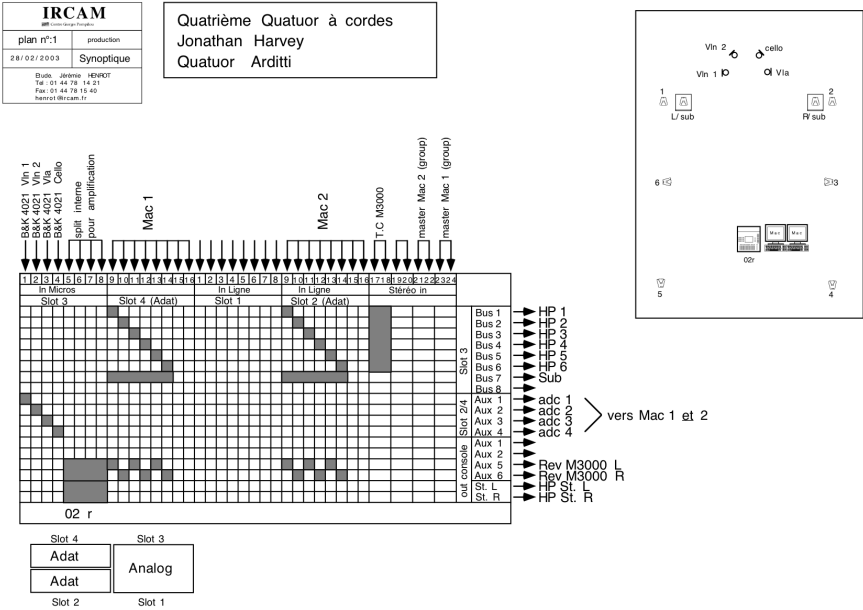 IRCAM
Centre Georges Pompidou
plan n°:1 production
28/02/2003 Synoptique
Etude. Jérémie HENROT
Tel : 01 44 78 14 21
Fax : 01 44 78 15 40
henrot@ircam.fr
Quatrième Quatuor à cordes
Jonathan Harvey
Quatuor Arditti
Vln 2 cello
Vln 1 Vla
1 2
L/sub R/sub
6 3
Mac Mac
02r
5 4
B&K 4021 Vln 1
B&K 4021 Vln 2
B&K 4021 Vla
B&K 4021 Cello
split interne
pour amplification
Mac 1
Mac 2
T.C M3000
master Mac 2 (group)
master Mac 1 (group)
1 2 3 4 5 6 7 8 9 10 11 12 13 14 15 16 1 2 3 4 5 6 7 8 9 10 11 12 13 14 15 16 17 18 19 20 21 22 23 24
In Micros In Ligne In Ligne Stéréo in
Slot 3 Slot 4 (Adat) Slot 1 Slot 2 (Adat)
Slot 3
Bus 1 HP 1
Bus 2 HP 2
Bus 3 HP 3
Bus 4 HP 4
Bus 5 HP 5
Bus 6 HP 6
Bus 7 Sub
Bus 8
Slot 2/4
Aux 1 adc 1
Aux 2 adc 2
Aux 3 adc 3
Aux 4 adc 4
vers Mac 1 et 2
out console
Aux 1
Aux 2
Aux 5 Rev M3000 L
Aux 6 Rev M3000 R
St. L HP St. L
St. R HP St. R
02 r
Slot 4 Slot 3
Adat
Analog
Adat
Slot 2 Slot 1